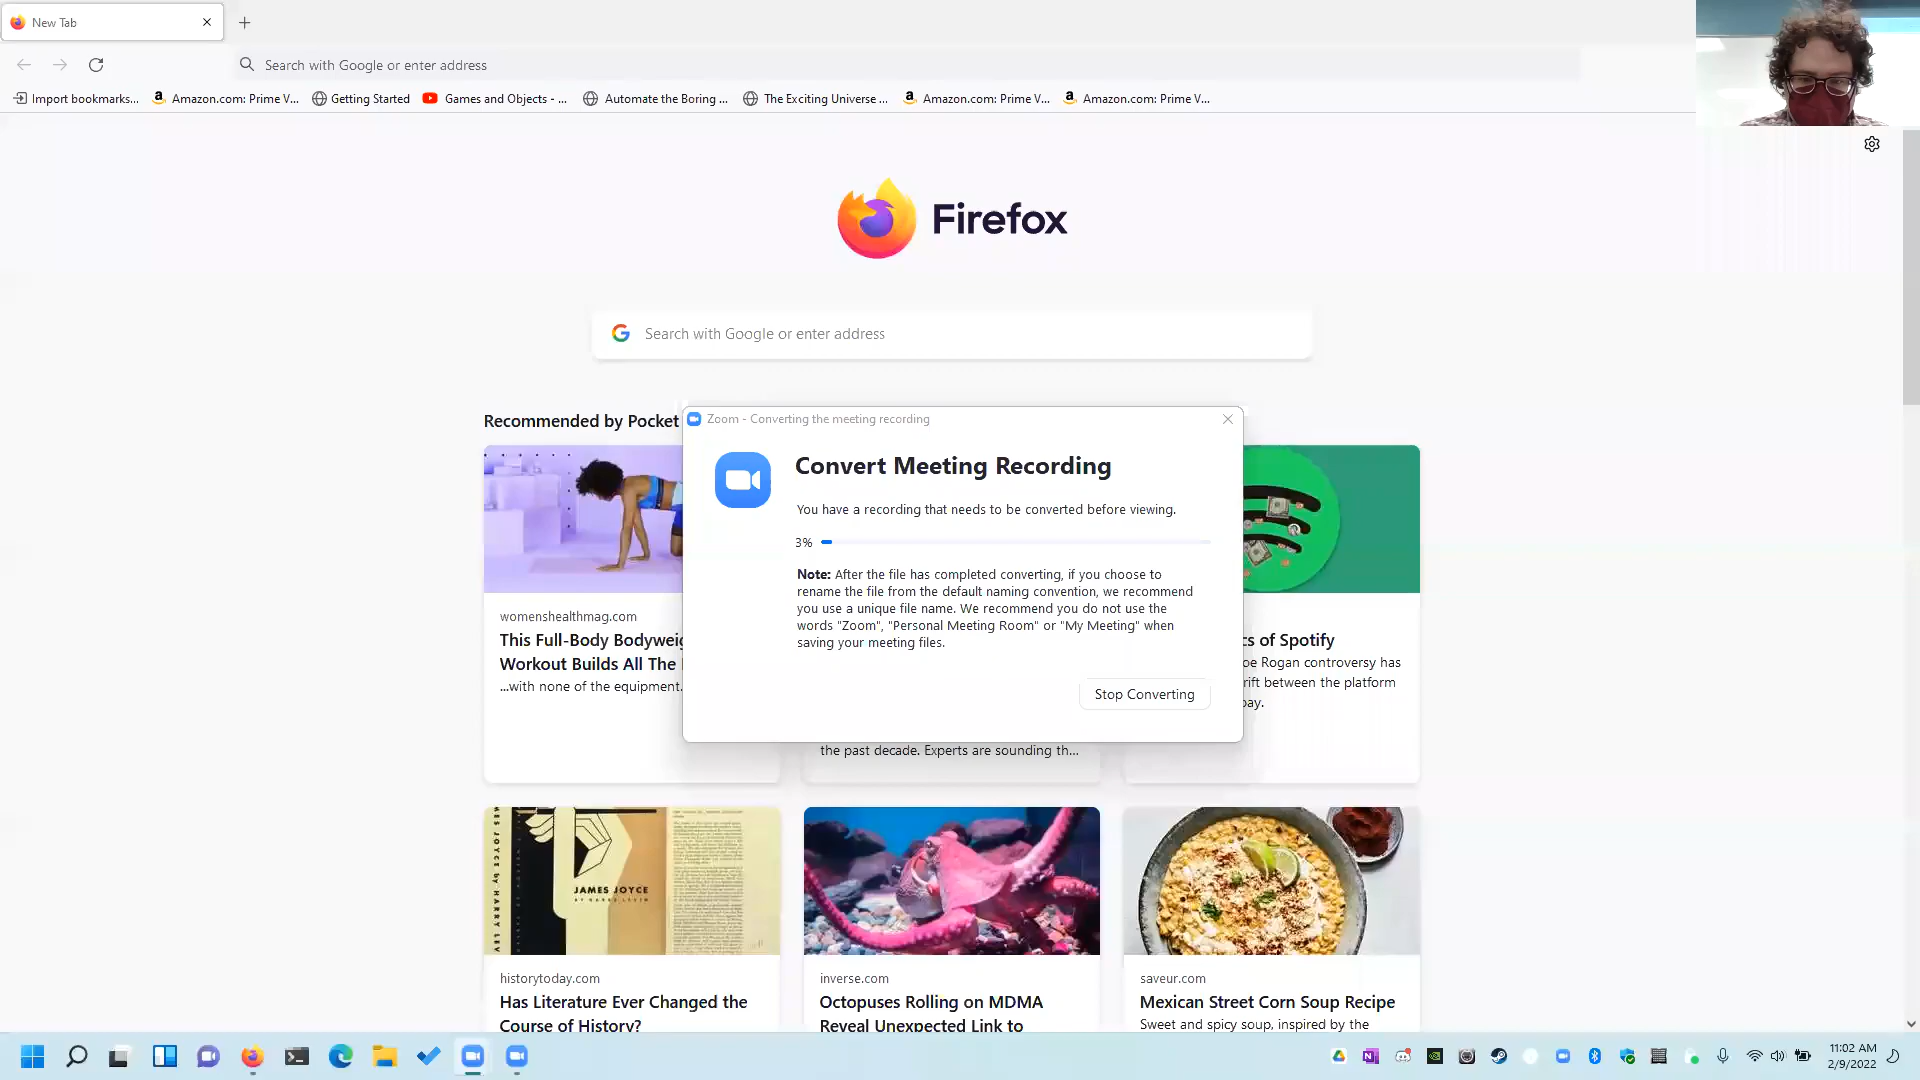 New Tab
Search with Google or enter address
Import bookmarks...
Amazon.com: Prime V...
Getting Started
Games and Objects - ...
Automate the Boring ...
The Exciting Universe ...
Amazon.com: Prime V...
Amazon.com: Prime V...
Firefox
Search with Google or enter address
Recommended by Pocket
Zoom - Converting the meeting recording
Convert Meeting Recording
You have a recording that needs to be converted before viewing.
3%
Note: After the file has completed converting, if you choose to
rename the file from the default naming convention, we recommend
you use a unique file name. We recommend you do not use the
words "Zoom", "Personal Meeting Room" or "My Meeting" when
saving your meeting files.
Stop Converting
womenshealthmag.com
This Full-Body Bodyweig
Workout Builds All The
...with none of the equipment.
cs of Spotify
oe Rogan controversy has
rift between the platform
pay.
the past decade. Experts are sounding th...
JAMES JOYCE
historytoday.com
Has Literature Ever Changed the
Course of History?
inverse.com
Octopuses Rolling on MDMA
Reveal Unexpected Link to
saveur.com
Mexican Street Corn Soup Recipe
Sweet and spicy soup, inspired by the
11:02 AM
2/9/2022